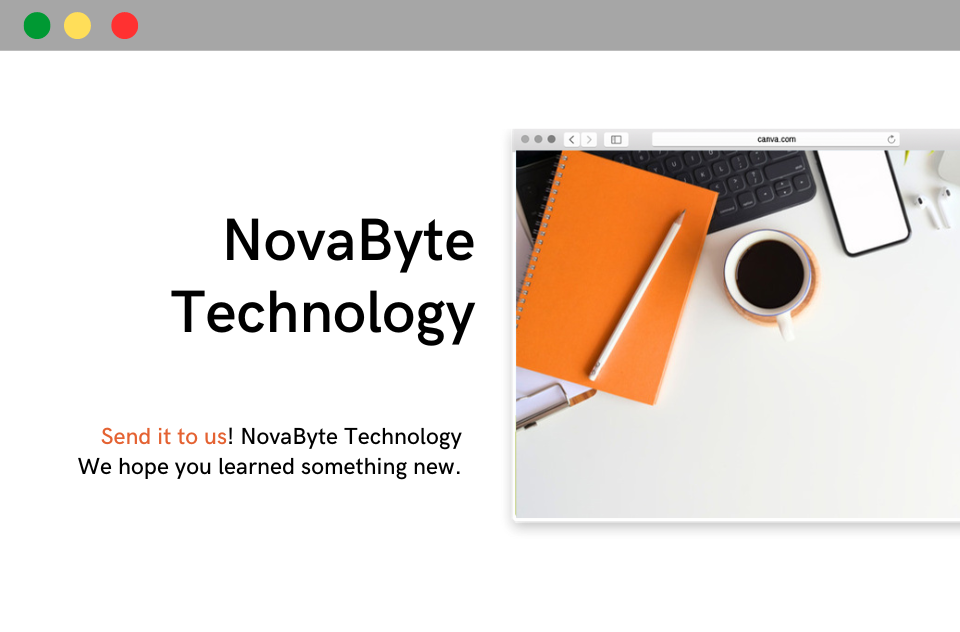 canva.com
NovaByte
Technology
Send it to us! NovaByte Technology
We hope you learned something new.